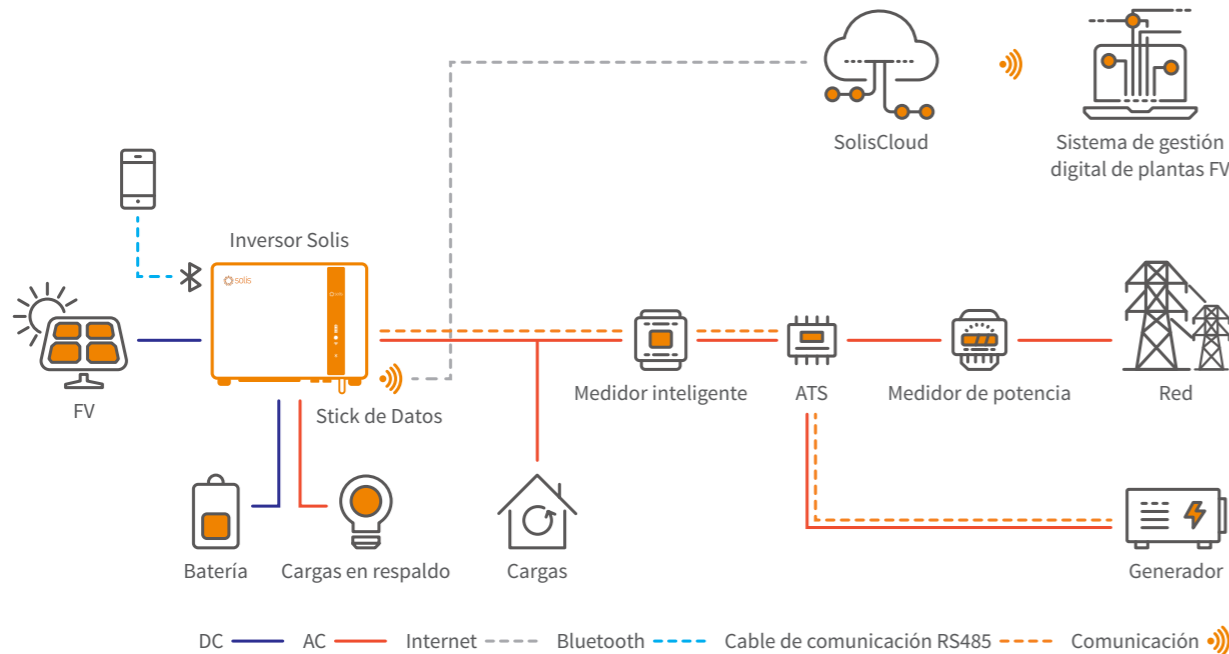 SolisCloud
Sistema de gestión
digital de plantas FV
Inversor Solis
solis
FV
Stick de Datos
Medidor inteligente
ATS
Medidor de potencia
Red
Batería
Cargas en respaldo
Cargas
Generador
DC
AC
Internet
Bluetooth
Cable de comunicación RS485
Comunicación